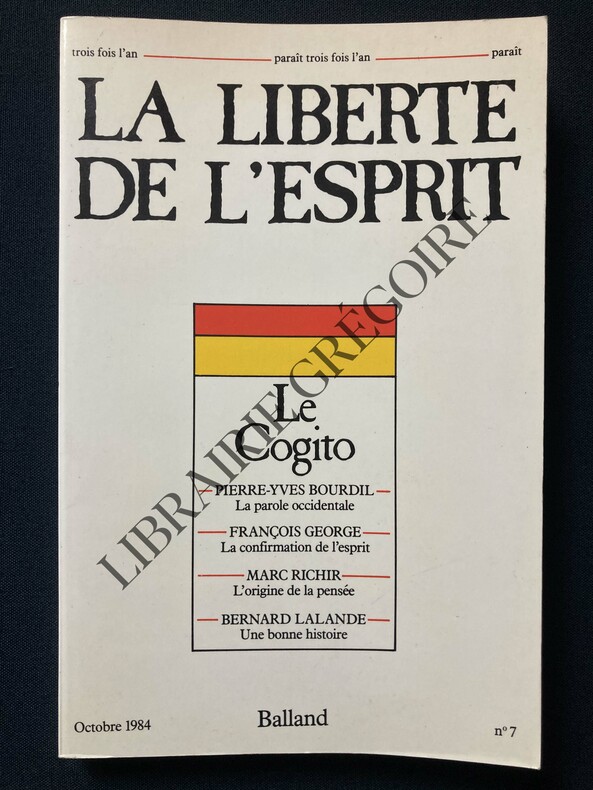 trois fois l'an paraît trois fois l'an paraît
LA LIBERTE
DE L'ESPRIT
Le
Cogito
PIERRE-YVES BOURDIL
La parole occidentale
FRANÇOIS GEORGE
La confirmation de l'esprit
MARC RICHIR
L'origine de la pensée
BERNARD LALANDE
Une bonne histoire
Octobre 1984 Balland nº 7
LIBRAIRIE GRÉGOIRE